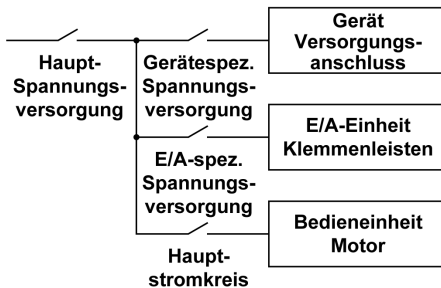 Haupt-
Spannungs-
versorgung
Gerätespez.
Spannungs-
versorgung
Gerät
Versorgungs-
anschluss
E/A-spez.
Spannungs-
versorgung
E/A-Einheit
Klemmenleisten
Haupt-
stromkreis
Bedieneinheit
Motor